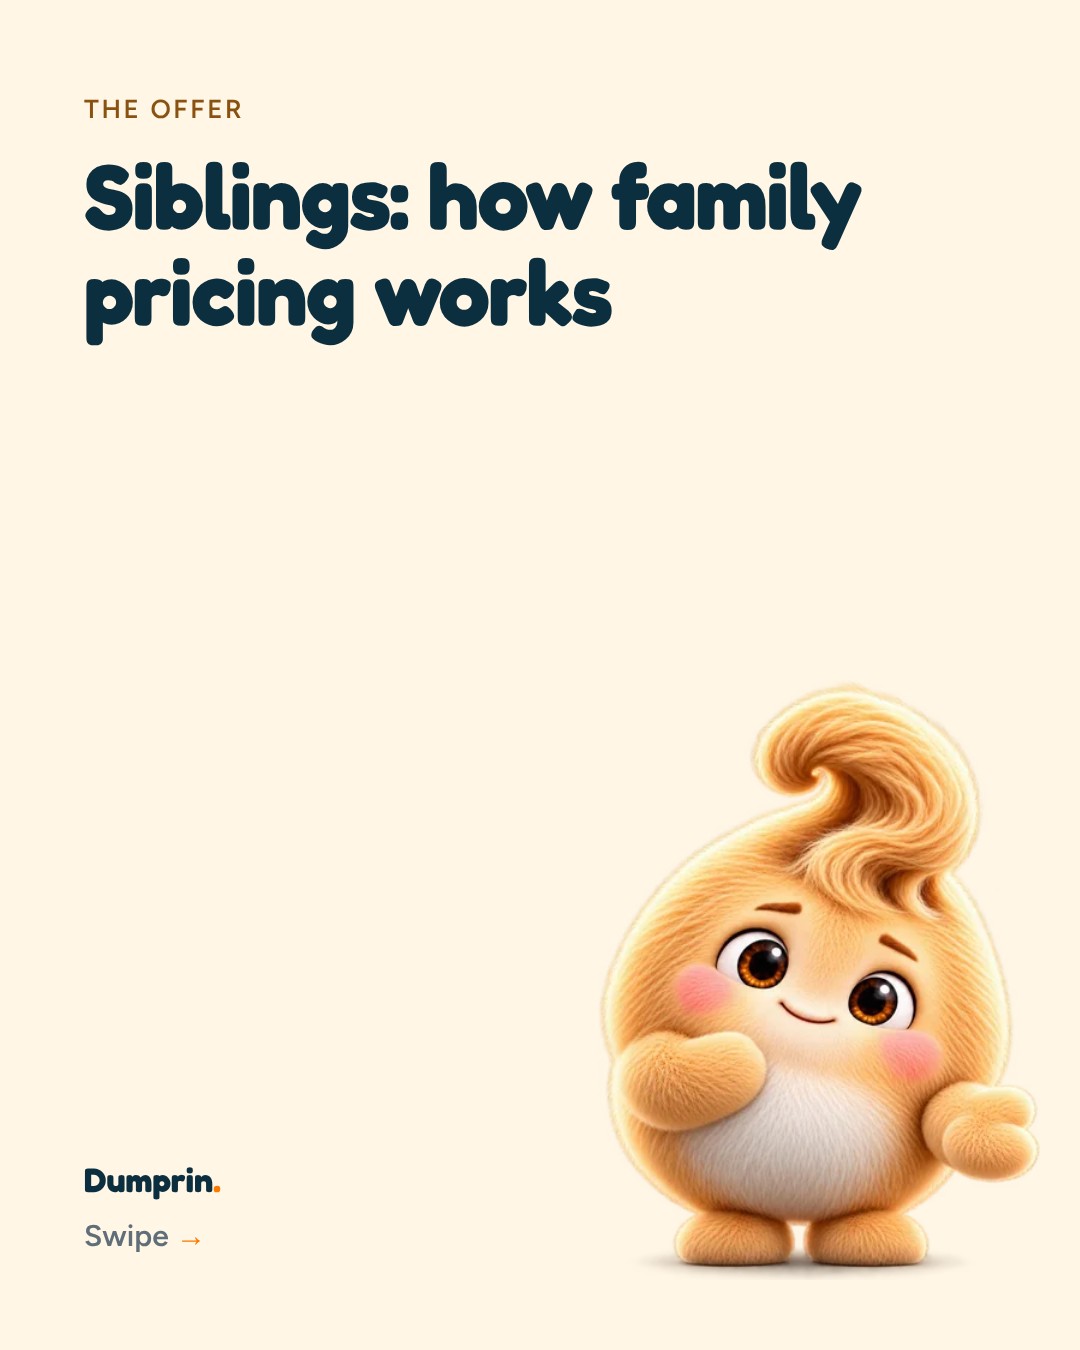 THE OFFER
Siblings: how family
pricing works
Dumprin.
Swipe →